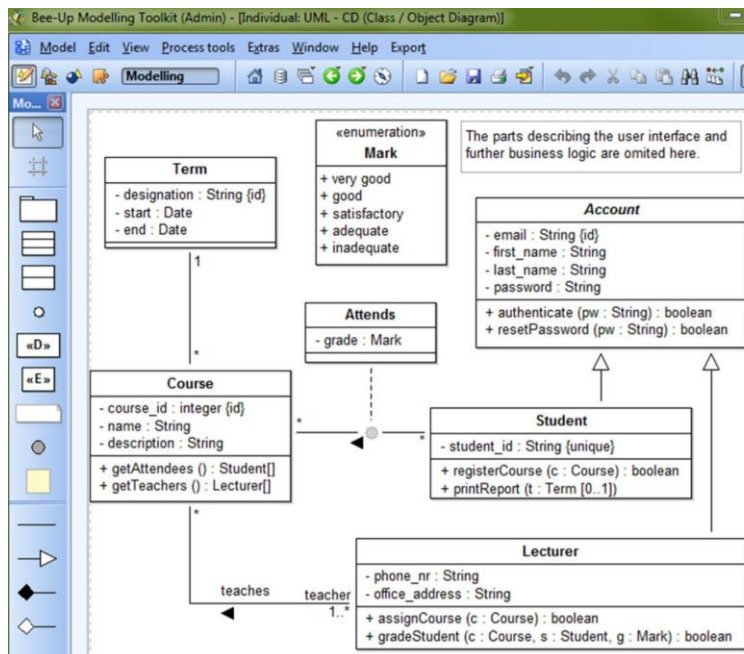 Bee-Up Modelling Toolkit (Admin) - [Individual: UML - CD (Class / Object Diagram)]
Model Edit View Process tools Extras Window Help Export
Modelling
Mo...
«D»
«E»
Term
- designation : String {id}
- start : Date
- end : Date
«enumeration»
Mark
+ very good
+ good
+ satisfactory
+ adequate
+ inadequate
The parts describing the user interface and
further business logic are omited here.
Account
- email : String {id}
- first_name : String
- last_name : String
- password : String
+ authenticate (pw : String) : boolean
+ resetPassword (pw : String) : boolean
1
*
Attends
- grade : Mark
Course
- course_id : integer {id}
- name : String
- description : String
+ getAttendees () : Student[]
+ getTeachers () : Lecturer[]
*
*
Student
- student_id : String {unique}
+ registerCourse (c : Course) : boolean
+ printReport (t : Term [0..1])
*
teaches
teacher
1..*
Lecturer
- phone_nr : String
- office_address : String
+ assignCourse (c : Course) : boolean
+ gradeStudent (c : Course, s : Student, g : Mark) : boolean